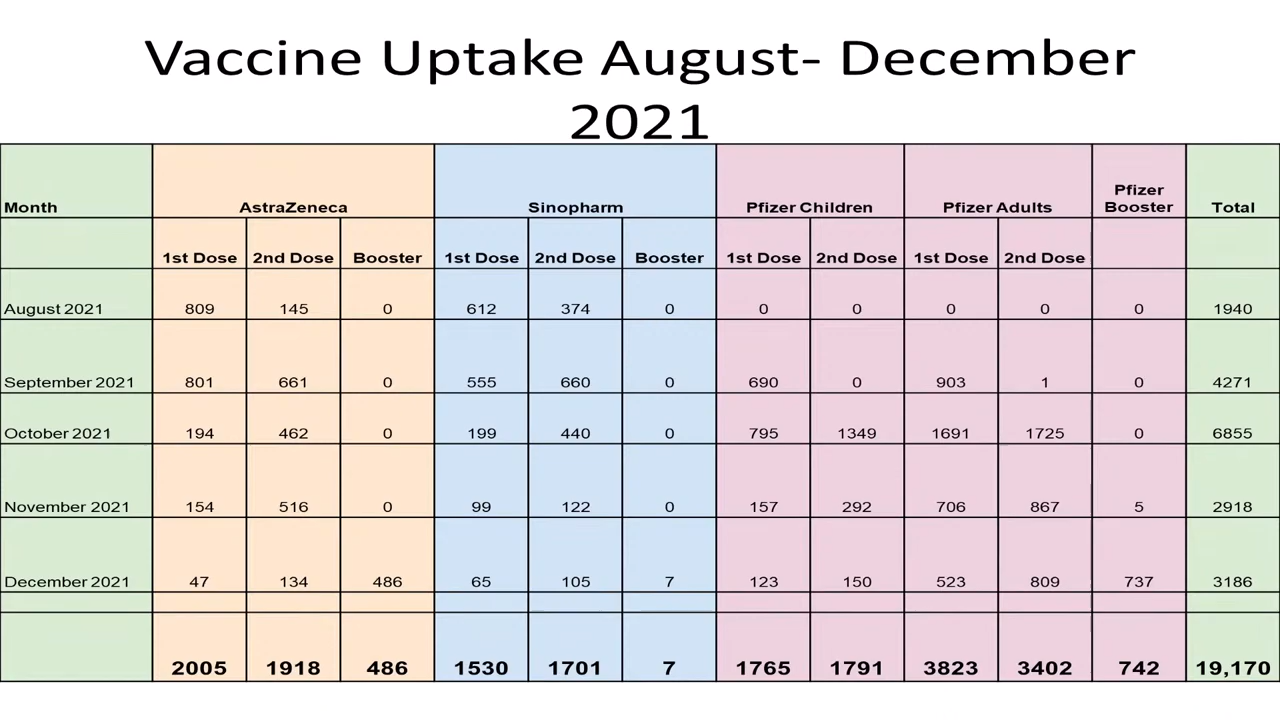 Vaccine Uptake August- December
2021
Month AstraZeneca Sinopharm Pfizer Children Pfizer Adults Pfizer Booster Total
1st Dose 2nd Dose Booster 1st Dose 2nd Dose Booster 1st Dose 2nd Dose 1st Dose 2nd Dose
August 2021 809 145 0 612 374 0 0 0 0 0 0 1940
September 2021 801 661 0 555 660 0 690 0 903 1 0 4271
October 2021 194 462 0 199 440 0 795 1349 1691 1725 0 6855
November 2021 154 516 0 99 122 0 157 292 706 867 5 2918
December 2021 47 134 486 65 105 7 123 150 523 809 737 3186
2005 1918 486 1530 1701 7 1765 1791 3823 3402 742 19,170